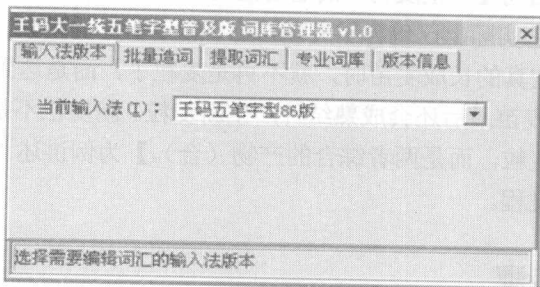 王码大一统五笔字型普及版 词库管理器 v1.0
输入法版本 批量造词 提取词汇 专业词库 版本信息
当前输入法(I)： 王码五笔字型86版
选择需要编辑词汇的输入法版本